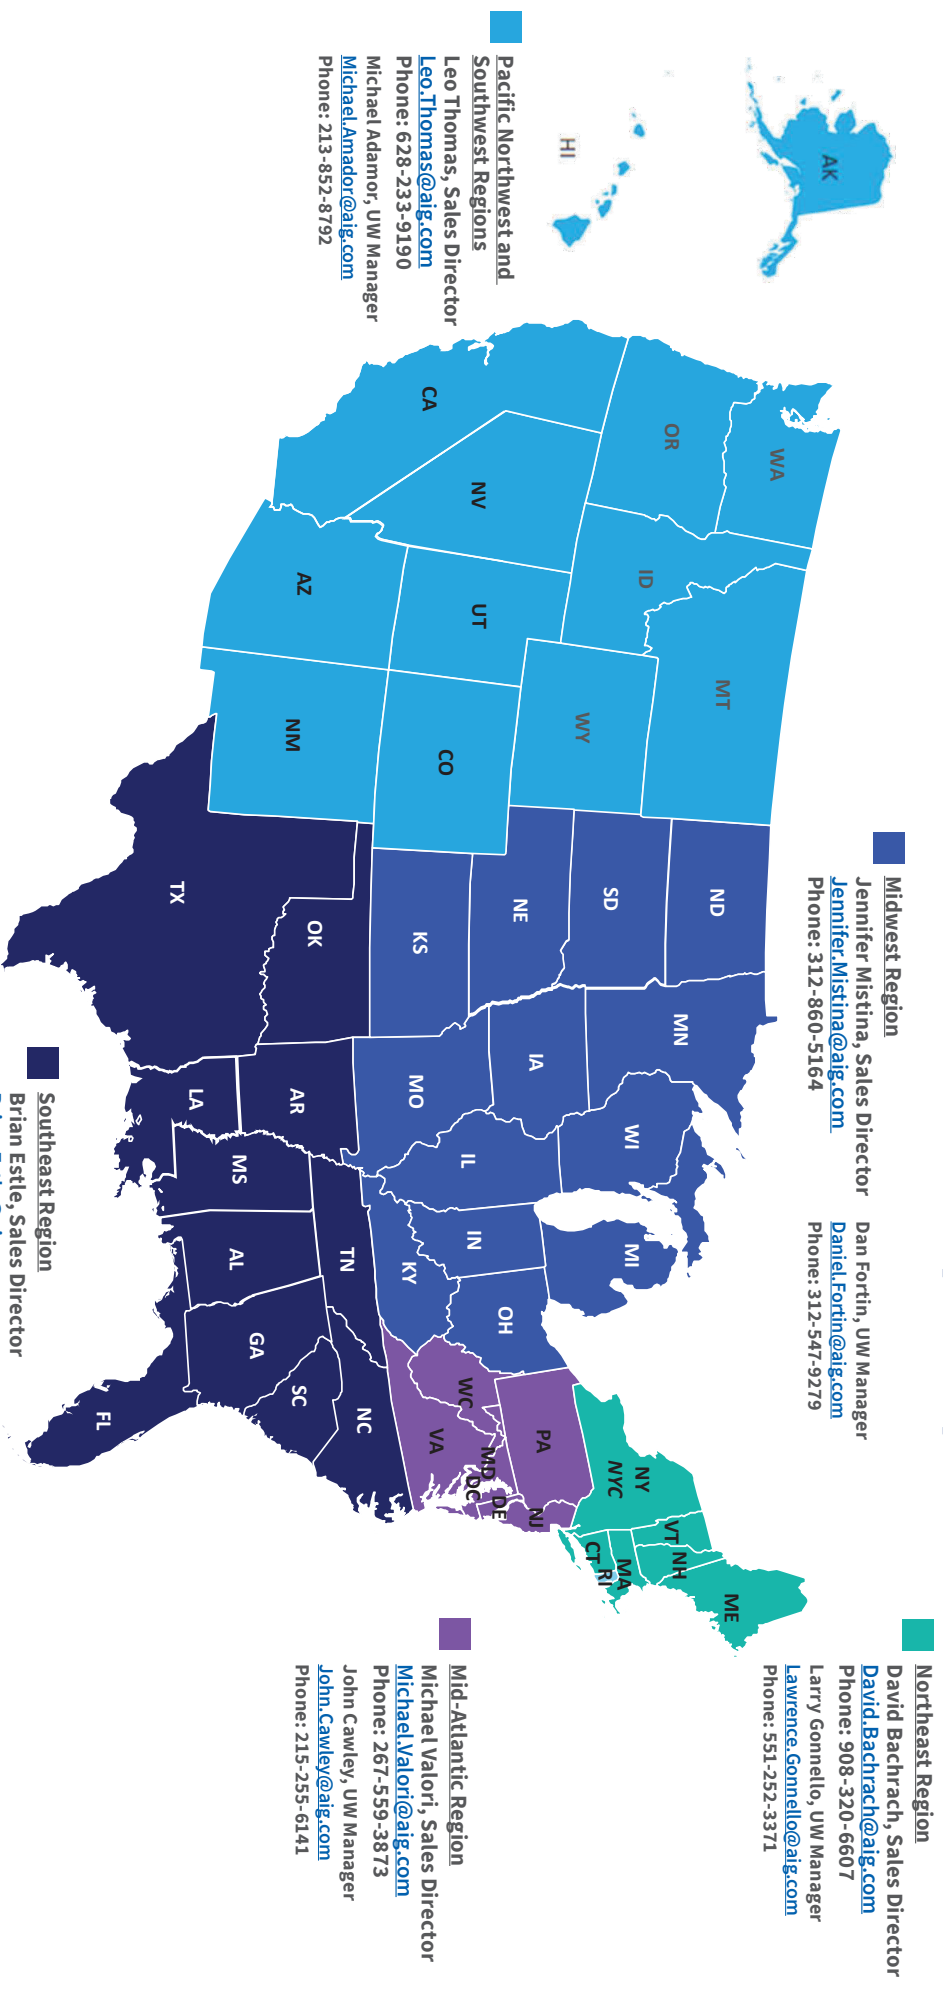 Midwest Region
Jennifer Mistina, Sales Director
Jennifer.Mistina@aig.com
Phone: 312-860-5164
Dan Fortin, UW Manager
Daniel.Fortin@aig.com
Phone: 312-547-9279
Northeast Region
David Bachrach, Sales Director
David.Bachrach@aig.com
Phone: 908-320-6607
Larry Gonnello, UW Manager
Lawrence.Gonnello@aig.com
Phone: 551-252-3371
AK
HI
Pacific Northwest and
Southwest Regions
Leo Thomas, Sales Director
Leo.Thomas@aig.com
Phone: 628-233-9190
Michael Adamor, UW Manager
Michael.Amador@aig.com
Phone: 213-852-8792
WA
OR
ID
MT
WY
CA
NV
UT
CO
AZ
NM
ND
SD
NE
KS
MN
IA
MO
WI
IL
IN
MI
OH
KY
TX
OK
AR
LA
MS
AL
TN
GA
SC
NC
FL
WC
VA
PA
MD
DC
DE
NJ
NY
NYC
VT
NH
ME
MA
CT
RI
Mid-Atlantic Region
Michael Valori, Sales Director
Michael.Valori@aig.com
Phone: 267-559-3873
John Cawley, UW Manager
John.Cawley@aig.com
Phone: 215-255-6141
Southeast Region
Brian Estle, Sales Director